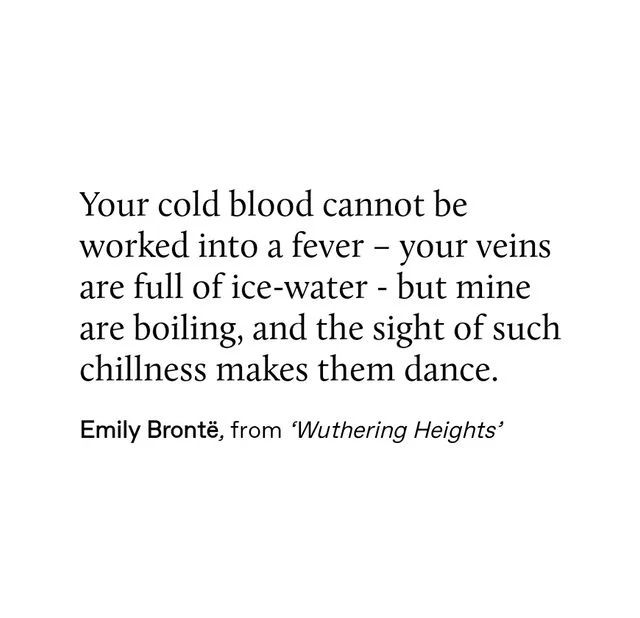 Your cold blood cannot be
worked into a fever – your veins
are full of ice-water - but mine
are boiling, and the sight of such
chillness makes them dance.
Emily Brontë, from ‘Wuthering Heights’